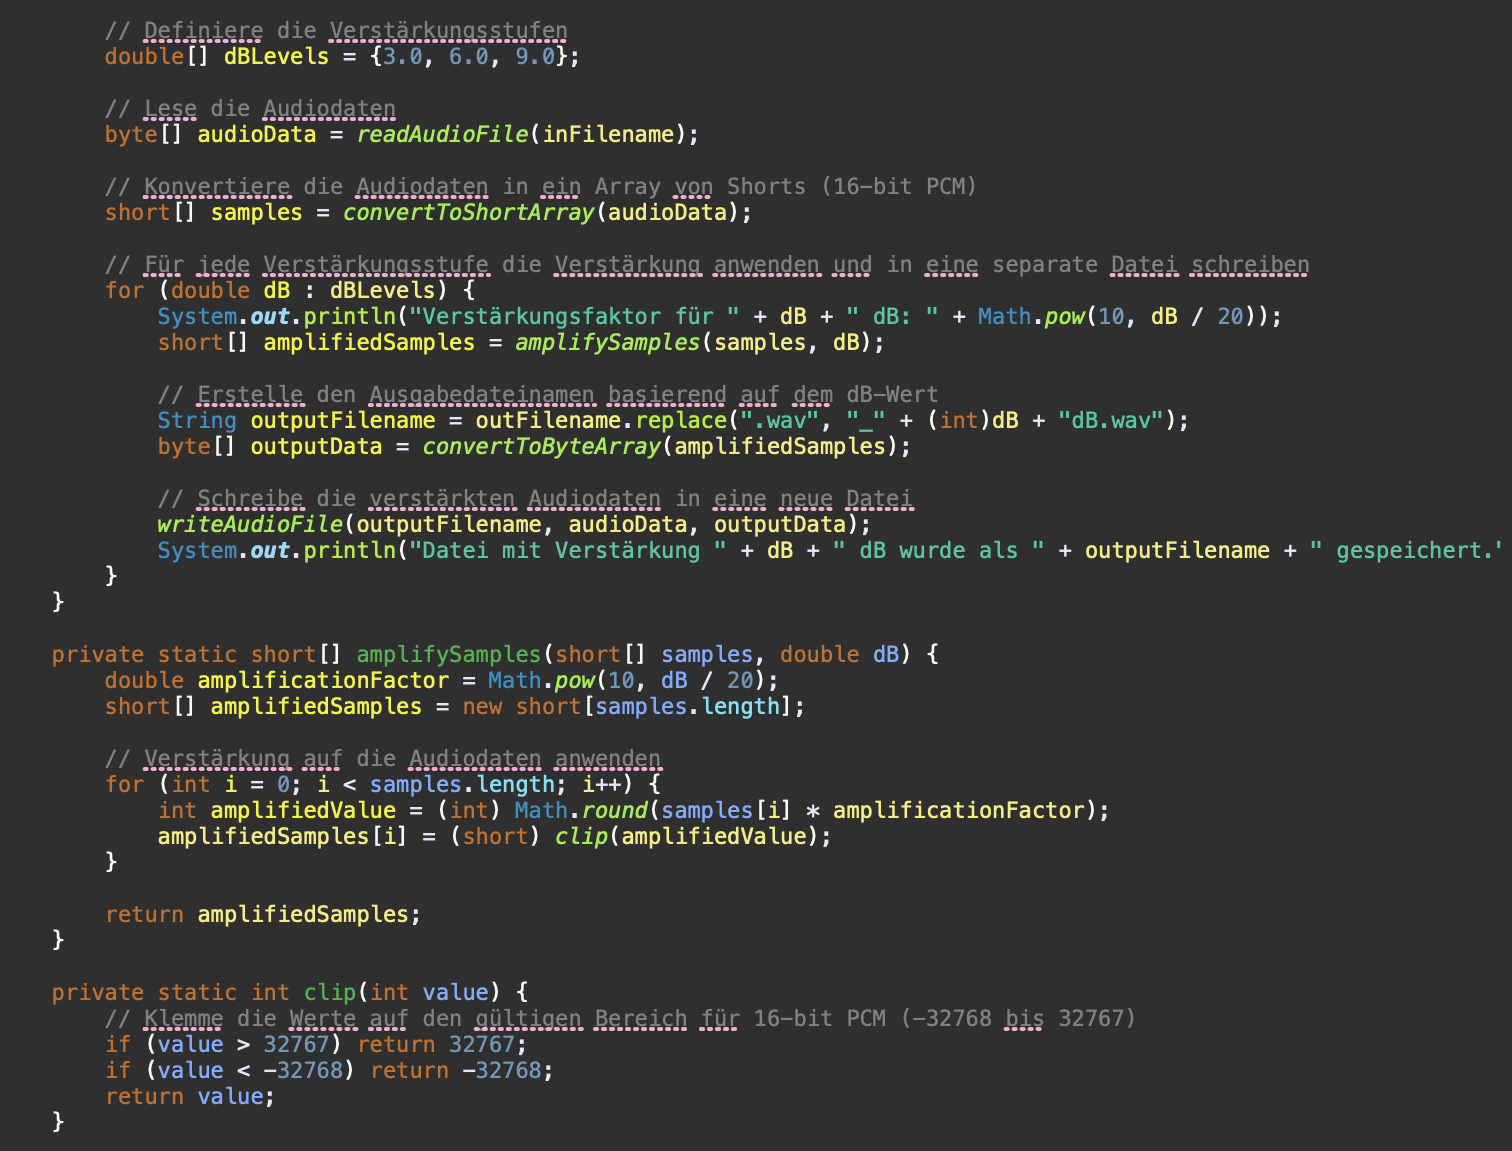 // Definiere die Verstärkungsstufen
double[] dBLevels = {3.0, 6.0, 9.0};
// Lese die Audiodaten
byte[] audioData = readAudioFile(inFilename);
// Konvertiere die Audiodaten in ein Array von Shorts (16-bit PCM)
short[] samples = convertToShortArray(audioData);
// Für jede Verstärkungsstufe die Verstärkung anwenden und in eine separate Datei schreiben
for (double dB : dBLevels) {
System.out.println("Verstärkungsfaktor für " + dB + " dB: " + Math.pow(10, dB / 20));
short[] amplifiedSamples = amplifySamples(samples, dB);
// Erstelle den Ausgabedateinamen basierend auf dem dB-Wert
String outputFilename = outFilename.replace(".wav", "_" + (int)dB + "dB.wav");
byte[] outputData = convertToByteArray(amplifiedSamples);
// Schreibe die verstärkten Audiodaten in eine neue Datei
writeAudioFile(outputFilename, audioData, outputData);
System.out.println("Datei mit Verstärkung " + dB + " dB wurde als " + outputFilename + " gespeichert.'
}
}
private static short[] amplifySamples(short[] samples, double dB) {
double amplificationFactor = Math.pow(10, dB / 20);
short[] amplifiedSamples = new short[samples.length];
// Verstärkung auf die Audiodaten anwenden
for (int i = 0; i < samples.length; i++) {
int amplifiedValue = (int) Math.round(samples[i] * amplificationFactor);
amplifiedSamples[i] = (short) clip(amplifiedValue);
}
return amplifiedSamples;
}
private static int clip(int value) {
// Klemme die Werte auf den gültigen Bereich für 16-bit PCM (-32768 bis 32767)
if (value > 32767) return 32767;
if (value < -32768) return -32768;
return value;
}